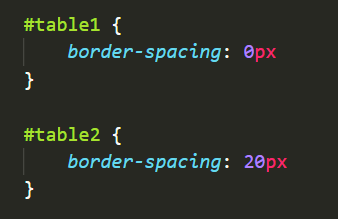 #table1 {
    border-spacing: 0px
}

#table2 {
    border-spacing: 20px
}